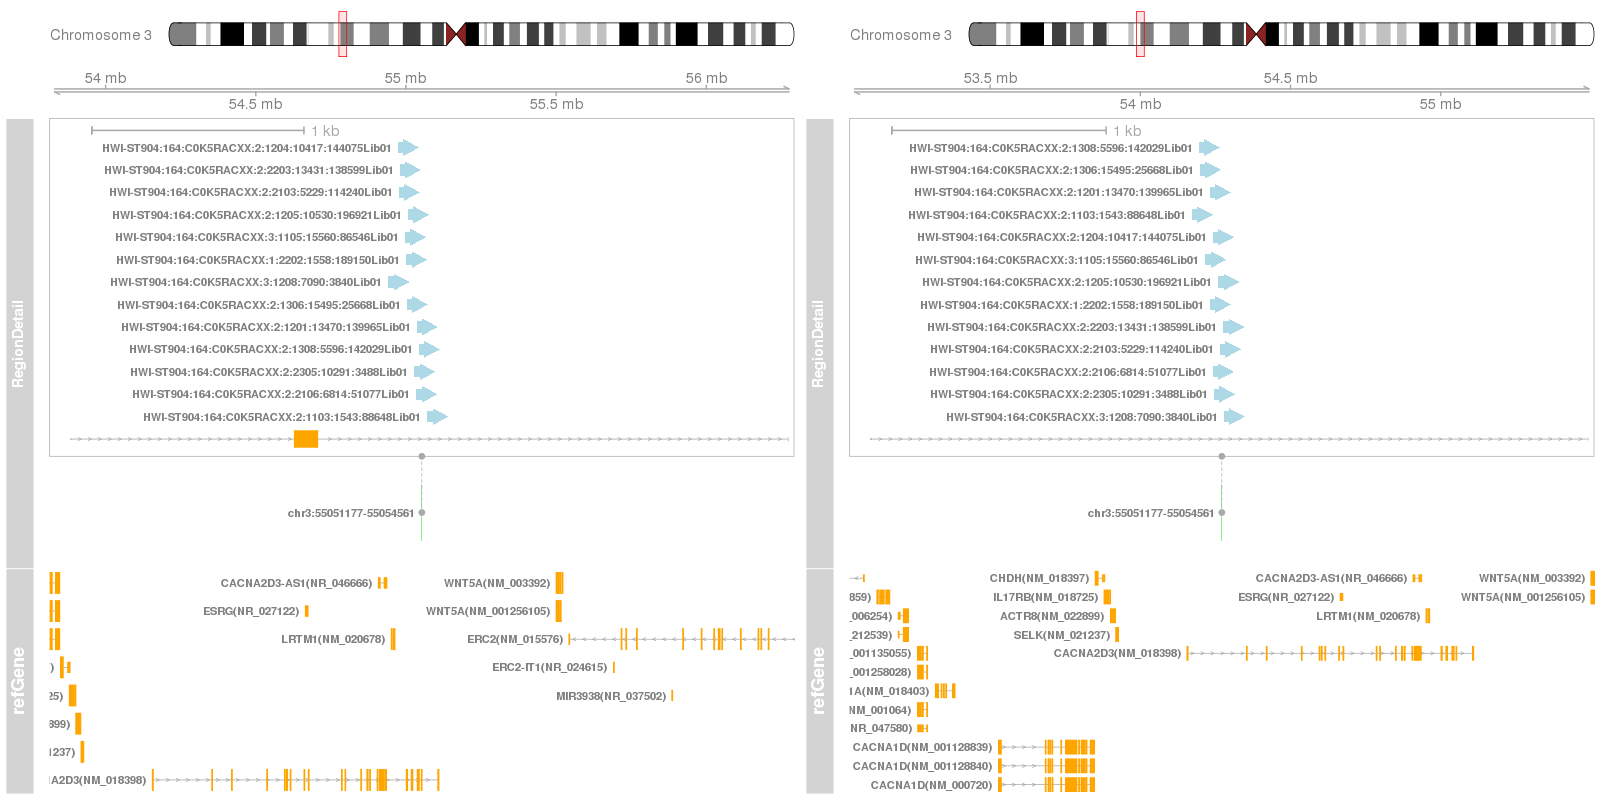 Chromosome 3
54 mb
55 mb
56 mb
54.5 mb
55.5 mb
RegionDetail
1 kb
HWI-ST904:164:C0K5RACXX:2:1204:10417:144075Lib01
HWI-ST904:164:C0K5RACXX:2:2203:13431:138599Lib01
HWI-ST904:164:C0K5RACXX:2:2103:5229:114240Lib01
HWI-ST904:164:C0K5RACXX:2:1205:10530:196921Lib01
HWI-ST904:164:C0K5RACXX:3:1105:15560:86546Lib01
HWI-ST904:164:C0K5RACXX:1:2202:1558:189150Lib01
HWI-ST904:164:C0K5RACXX:3:1208:7090:3840Lib01
HWI-ST904:164:C0K5RACXX:2:1306:15495:25668Lib01
HWI-ST904:164:C0K5RACXX:2:1201:13470:139965Lib01
HWI-ST904:164:C0K5RACXX:2:1308:5596:142029Lib01
HWI-ST904:164:C0K5RACXX:2:2305:10291:3488Lib01
HWI-ST904:164:C0K5RACXX:2:2106:6814:51077Lib01
HWI-ST904:164:C0K5RACXX:2:1103:1543:88648Lib01
chr3:55051177-55054561
refGene
CACNA2D3-AS1(NR_046666)
WNT5A(NM_003392)
ESRG(NR_027122)
WNT5A(NM_001256105)
LRTM1(NM_020678)
ERC2(NM_015576)
)
ERC2-IT1(NR_024615)
25)
MIR3938(NR_037502)
899)
1237)
1A2D3(NM_018398)
Chromosome 3
53.5 mb
54.5 mb
54 mb
55 mb
RegionDetail
1 kb
HWI-ST904:164:C0K5RACXX:2:1308:5596:142029Lib01
HWI-ST904:164:C0K5RACXX:2:1306:15495:25668Lib01
HWI-ST904:164:C0K5RACXX:2:1201:13470:139965Lib01
HWI-ST904:164:C0K5RACXX:2:1103:1543:88648Lib01
HWI-ST904:164:C0K5RACXX:2:1204:10417:144075Lib01
HWI-ST904:164:C0K5RACXX:3:1105:15560:86546Lib01
HWI-ST904:164:C0K5RACXX:2:1205:10530:196921Lib01
HWI-ST904:164:C0K5RACXX:1:2202:1558:189150Lib01
HWI-ST904:164:C0K5RACXX:2:2203:13431:138599Lib01
HWI-ST904:164:C0K5RACXX:2:2103:5229:114240Lib01
HWI-ST904:164:C0K5RACXX:2:2106:6814:51077Lib01
HWI-ST904:164:C0K5RACXX:2:2305:10291:3488Lib01
HWI-ST904:164:C0K5RACXX:3:1208:7090:3840Lib01
chr3:55051177-55054561
refGene
CHDH(NM_018397)
CACNA2D3-AS1(NR_046666)
WNT5A(NM_003392)
859)
IL17RB(NM_018725)
ESRG(NR_027122)
WNT5A(NM_001256105)
_006254)
ACTR8(NM_022899)
LRTM1(NM_020678)
_212539)
SELK(NM_021237)
_001135055)
CACNA2D3(NM_018398)
_001258028)
1A(NM_018403)
NM_001064)
NR_047580)
CACNA1D(NM_001128839)
CACNA1D(NM_001128840)
CACNA1D(NM_000720)